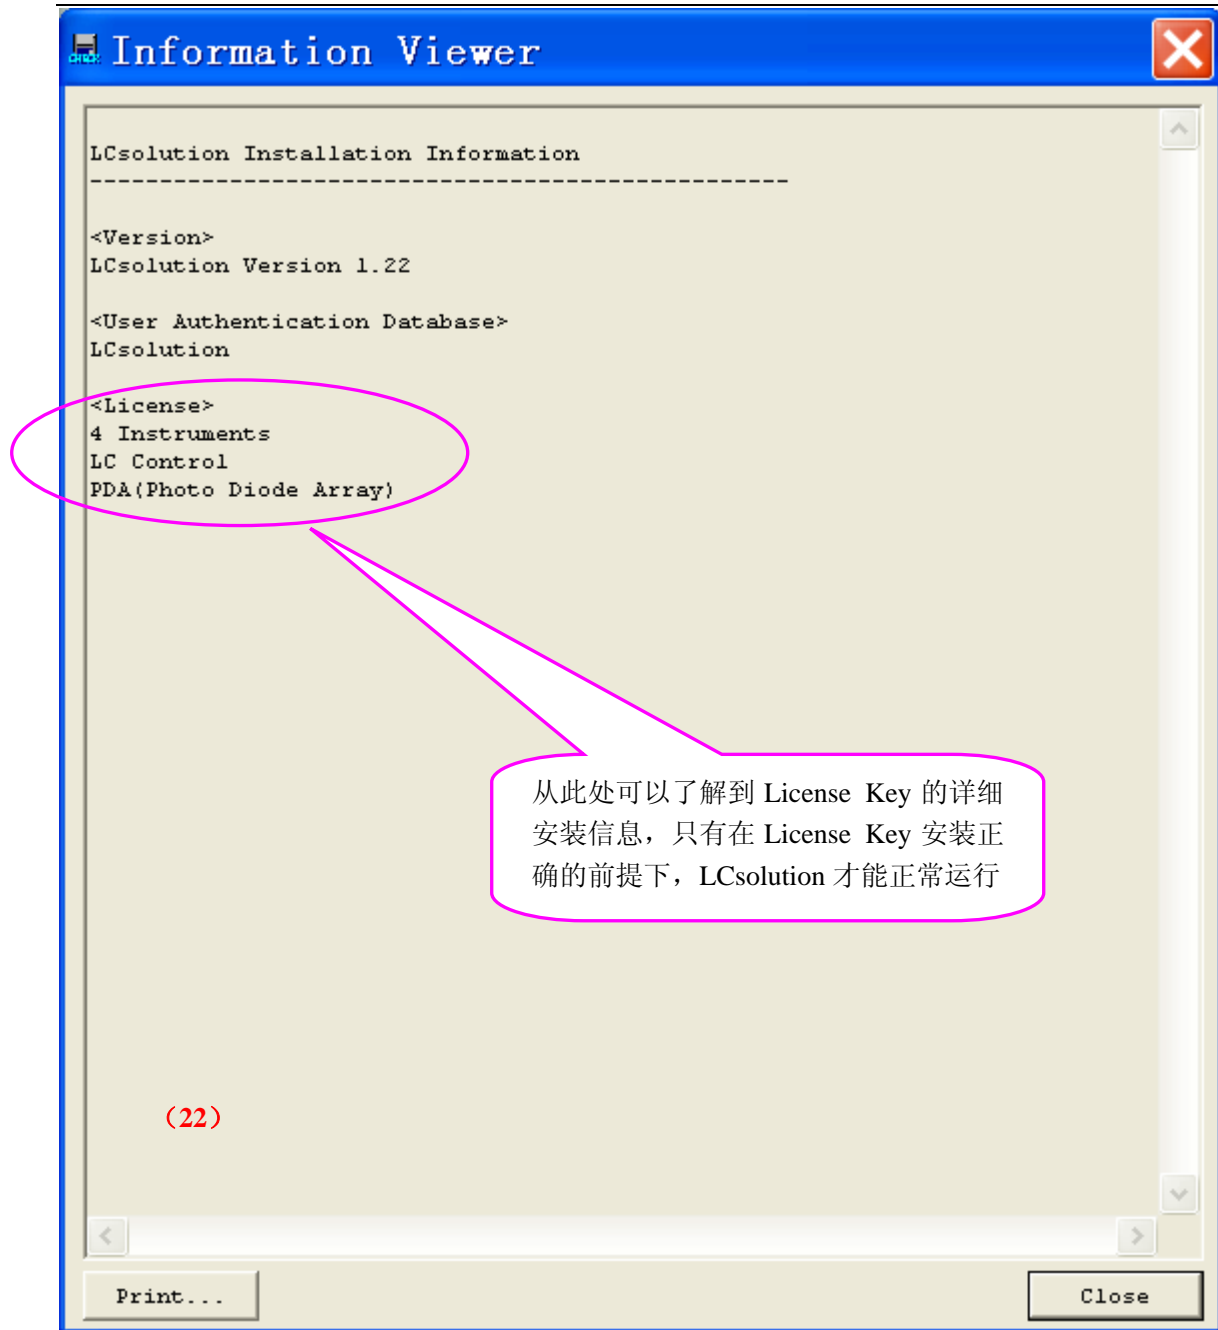 Information Viewer
LCsolution Installation Information
--------------------------------------------------
<Version>
LCsolution Version 1.22
<User Authentication Database>
LCsolution
<License>
4 Instruments
LC Control
PDA(Photo Diode Array)
从此处可以了解到 License Key 的详细
安装信息，只有在 License Key 安装正
确的前提下，LCsolution 才能正常运行
（22）
Print...
Close